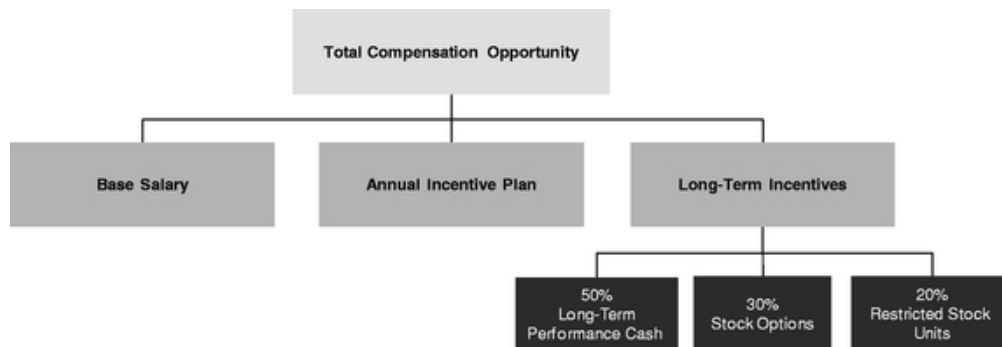 Total Compensation Opportunity
Base Salary
Annual Incentive Plan
Long-Term Incentives
50%
Long-Term
Performance Cash
30%
Stock Options
20%
Restricted Stock
Units